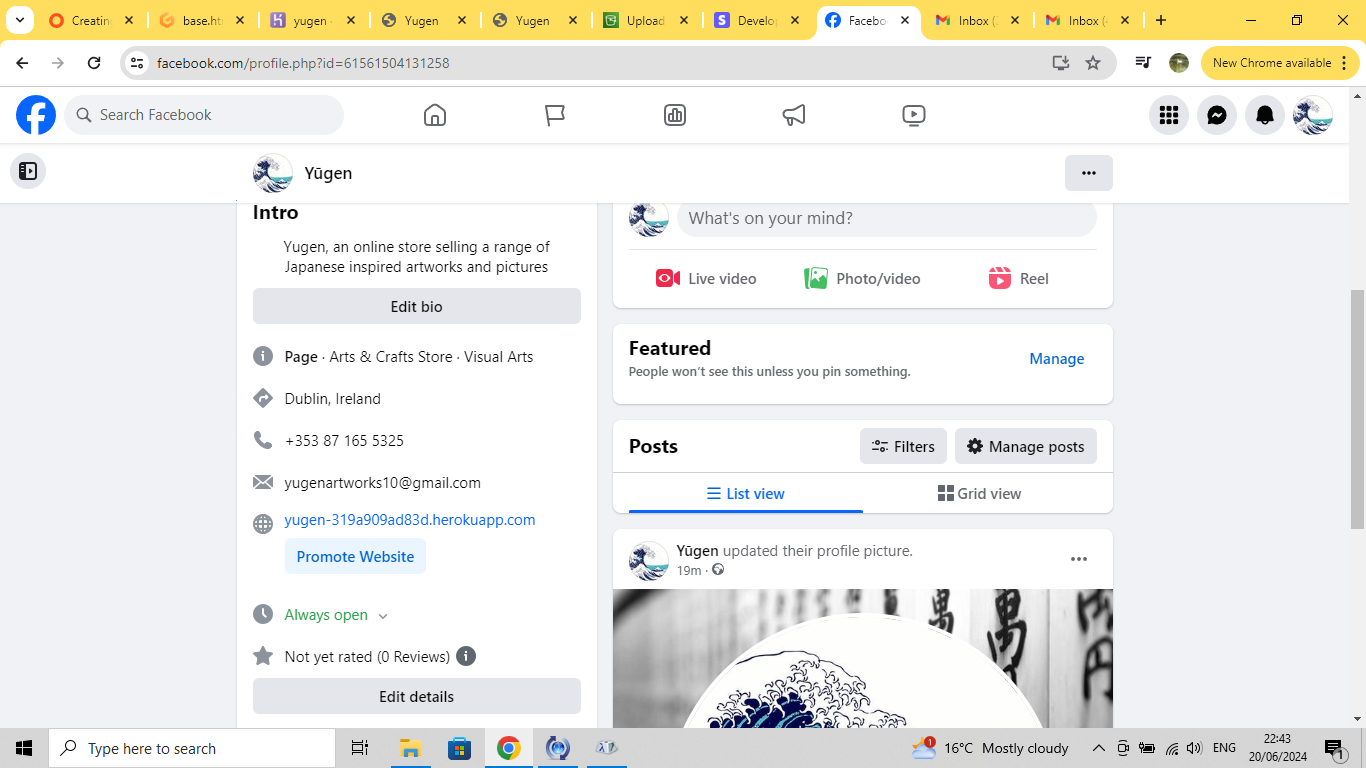 Creatin
base.ht
yugen
Yugen
Yugen
Upload
Develo
Facebo
Inbox (
Inbox (
facebook.com/profile.php?id=61561504131258
New Chrome available
Search Facebook
Yūgen
Intro
Yugen, an online store selling a range of
Japanese inspired artworks and pictures
Edit bio
Page · Arts & Crafts Store · Visual Arts
Dublin, Ireland
+353 87 165 5325
yugenartworks10@gmail.com
yugen-319a909ad83d.herokuapp.com
Promote Website
Always open
Not yet rated (0 Reviews)
Edit details
What's on your mind?
Live video
Photo/video
Reel
Featured
Manage
People won't see this unless you pin something.
Posts
Filters
Manage posts
List view
Grid view
Yūgen updated their profile picture.
19m ·
萬
萬
円
Type here to search
1
16°C Mostly cloudy
ENG
22:43
20/06/2024
1